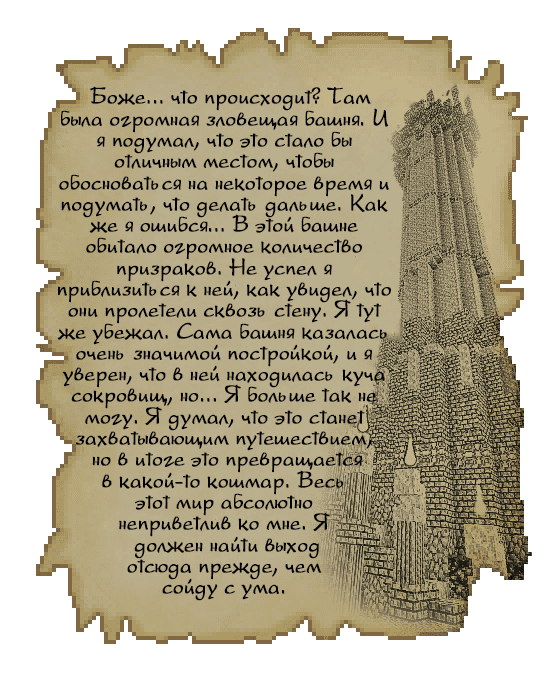 Боже... что происходит? Там
была огромная зловещая башня. И
я подумал, что это стало бы
отличным местом, чтобы
обосноваться на некоторое время и
подумать, что делать дальше. Как
же я ошибся... В этой башне
обитало огромное количество
призраков. Не успел я
приблизиться к ней, как увидел, что
они пролетели сквозь стену. Я тут
же убежал. Сама башня казалась
очень значимой постройкой, и я
уверен, что в ней находилась куча
сокровищ, но... Я больше так не
могу. Я думал, что это станет
захватывающим путешествием,
но в итоге это превращается
в какой-то кошмар. Весь
этот мир абсолютно
неприветлив ко мне. Я
должен найти выход
отсюда прежде, чем
сойду с ума.